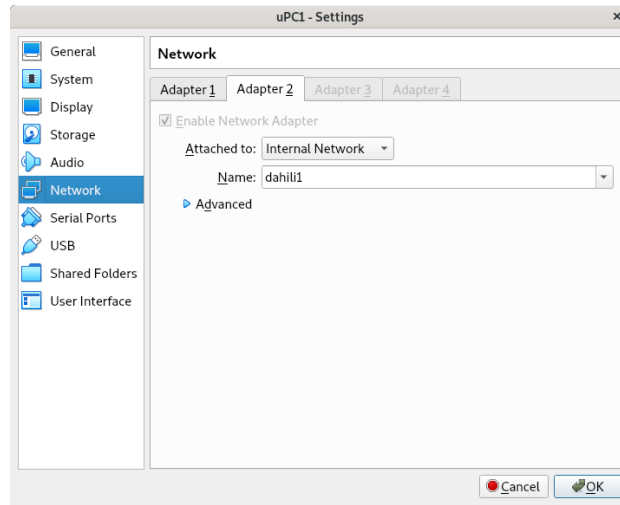 uPC1 - Settings
General
System
Display
Storage
Audio
Network
Serial Ports
USB
Shared Folders
User Interface
Network
Adapter 1 Adapter 2 Adapter 3 Adapter 4
Enable Network Adapter
Attached to: Internal Network
Name: dahili1
Advanced
Cancel OK